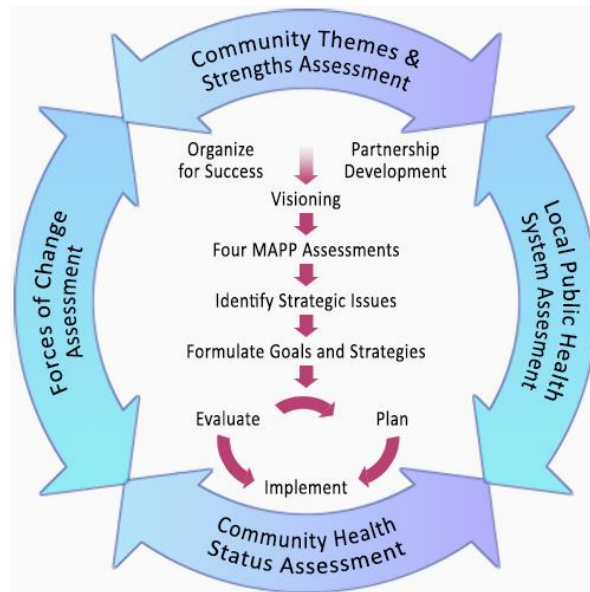 Community Themes &
Strengths Assessment
Organize
for Success
Partnership
Development
Visioning
Four MAPP Assessments
Identify Strategic Issues
Formulate Goals and Strategies
Evaluate
Plan
Implement
Forces of Change
Assessment
Local Public Health
System Assesment
Community Health
Status Assessment